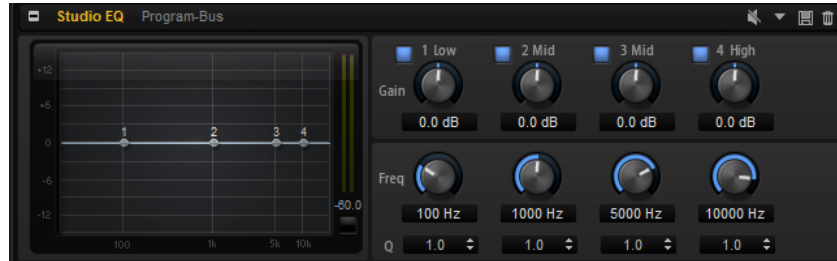 Studio EQ Program-Bus
1 Low 2 Mid 3 Mid 4 High
Gain
0.0 dB 0.0 dB 0.0 dB 0.0 dB
+12
+6
0
-6
-12
1 2 3 4
-60.0
100 1k 5k 10k
Freq
100 Hz 1000 Hz 5000 Hz 10000 Hz
Q 1.0 1.0 1.0 1.0